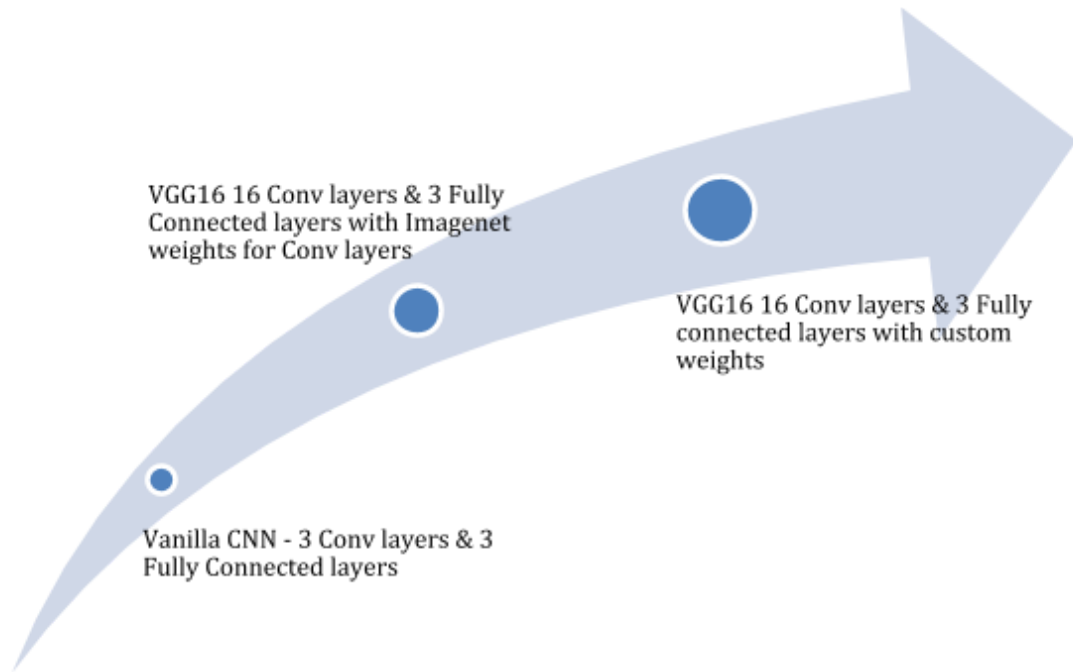 VGG16 16 Conv layers & 3 Fully
Connected layers with Imagenet
weights for Conv layers
VGG16 16 Conv layers & 3 Fully
connected layers with custom
weights
Vanilla CNN - 3 Conv layers & 3
Fully Connected layers